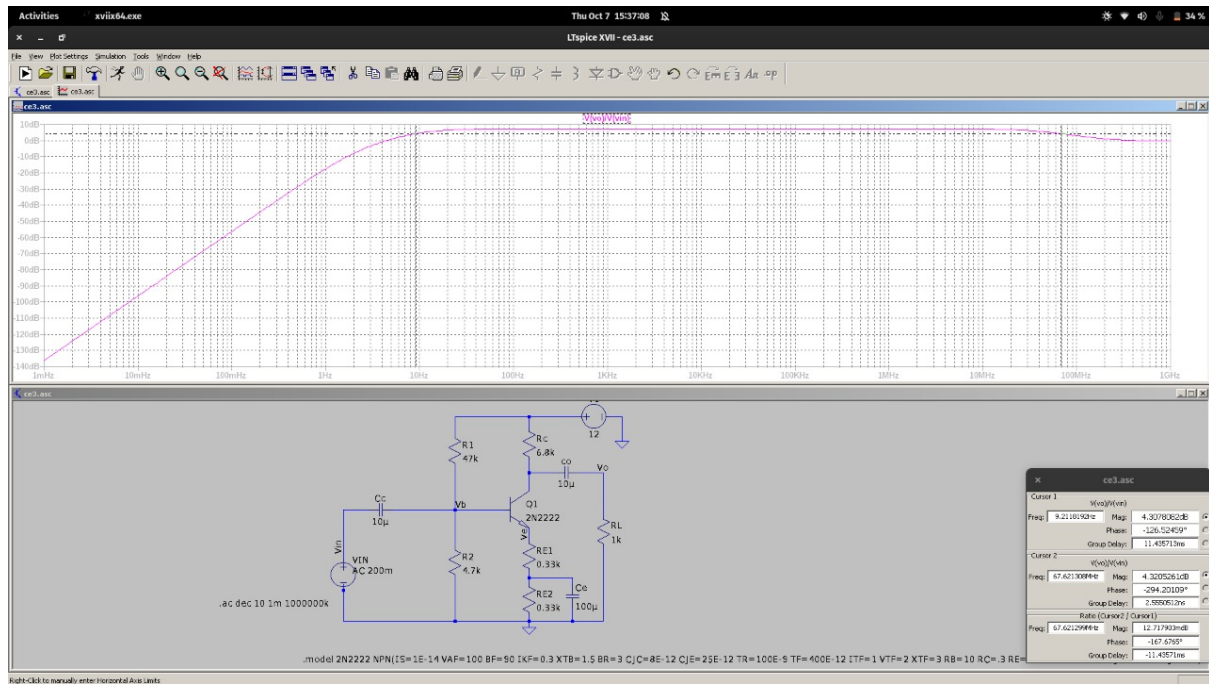 Activities xviix64.exe Thu Oct 7 15:37:08 34 %
LTspice XVII - ce3.asc
File View Plot Settings Simulation Tools Window Help
ce3.asc ce3.asc
ce3.asc
V(vo)/V(vin)
10dB
0dB
-10dB
-20dB
-30dB
-40dB
-50dB
-60dB
-70dB
-80dB
-90dB
-100dB
-110dB
-120dB
-130dB
-140dB
1mHz 10mHz 100mHz 1Hz 10Hz 100Hz 1KHz 10KHz 100KHz 1MHz 10MHz 100MHz 1GHz
ce3.asc
12
R1
47k
Rc
6.8k
co
10µ
Vo
Cc
10µ
Vb
Q1
2N2222
RL
1k
Vin
VIN
AC 200m
R2
4.7k
Ve
RE1
0.33k
RE2
0.33k
Ce
100µ
.ac dec 10 1m 1000000k
.model 2N2222 NPN(IS=1E-14 VAF=100 BF=90 IKF=0.3 XTB=1.5 BR=3 CJC=8E-12 CJE=25E-12 TR=100E-9 TF=400E-12 ITF=1 VTF=2 XTF=3 RB=10 RC=.3 RE=
ce3.asc
Cursor 1
V(vo)/V(vin)
Freq: 9.2118192Hz Mag: 4.3078082dB
Phase: -126.52459°
Group Delay: 11.435713ms
Cursor 2
V(vo)/V(vin)
Freq: 67.621308MHz Mag: 4.3205261dB
Phase: -294.20109°
Group Delay: 2.5550512ns
Ratio (Cursor2 / Cursor1)
Freq: 67.621299MHz Mag: 12.717903mdB
Phase: -167.6765°
Group Delay: -11.43571ms
Right-Click to manually enter Horizontal Axis Limits